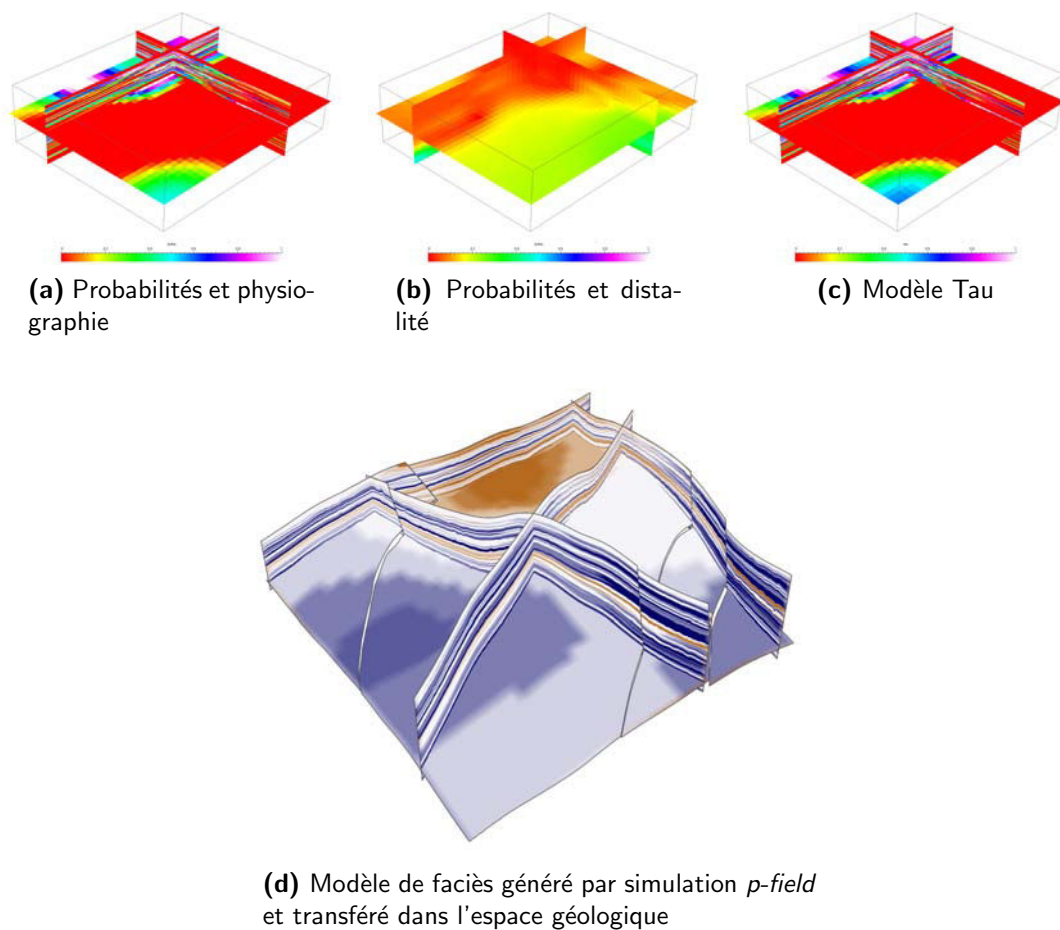 (a) Probabilités et physio-
graphie
(b) Probabilités et dista-
lité
(c) Modèle Tau
(d) Modèle de faciès généré par simulation p-field
et transféré dans l'espace géologique